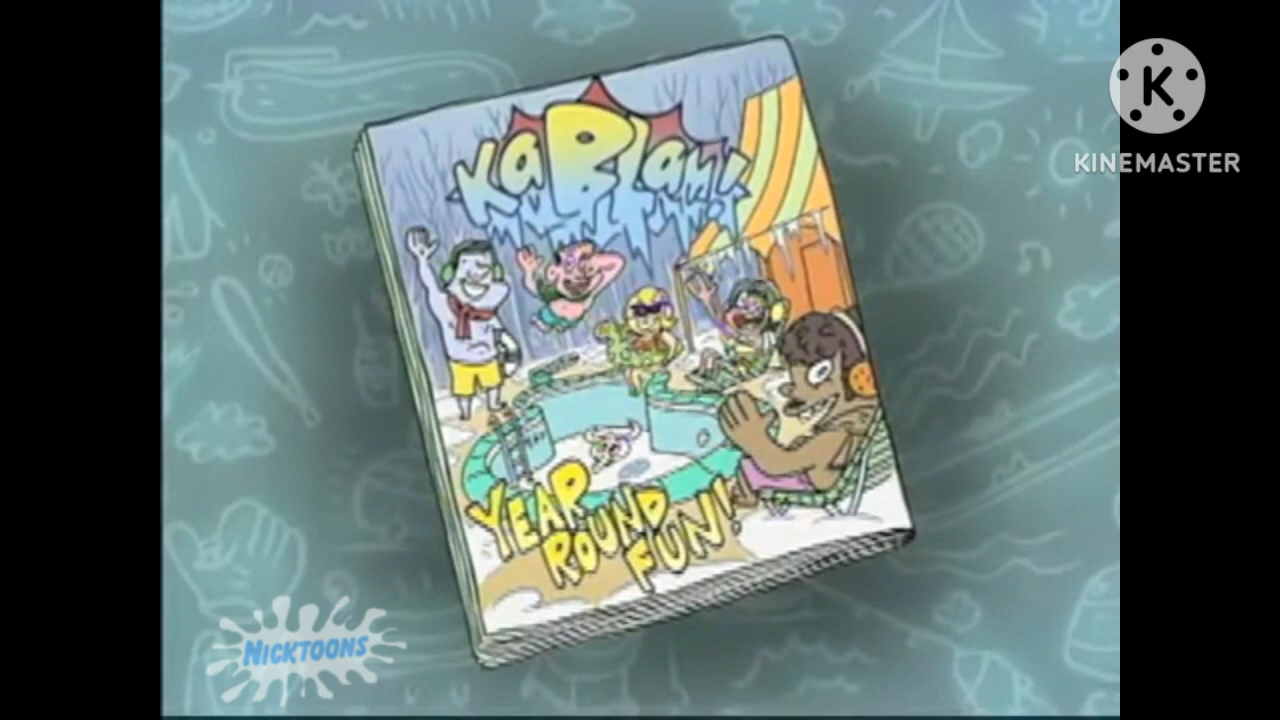 KaBlam!
K
KINEMASTER
YEAR
ROUND
FUN!
NICKTOONS